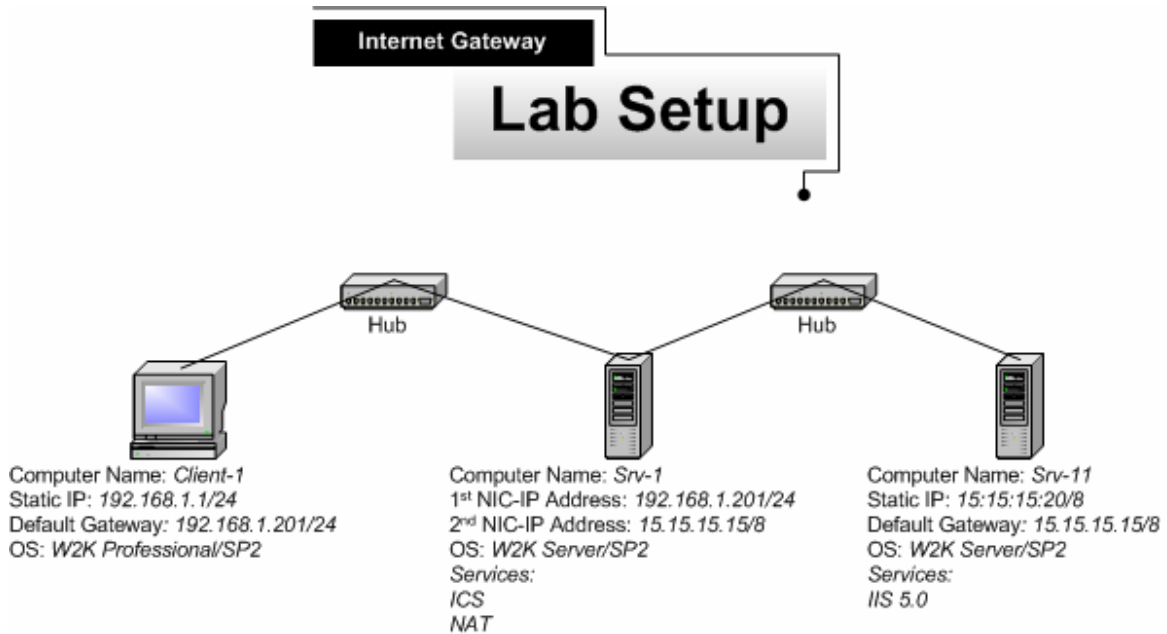 Internet Gateway
Lab Setup
Hub
Hub
Computer Name: Client-1
Static IP: 192.168.1.1/24
Default Gateway: 192.168.1.201/24
OS: W2K Professional/SP2
Computer Name: Srv-1
1st NIC-IP Address: 192.168.1.201/24
2nd NIC-IP Address: 15.15.15.15/8
OS: W2K Server/SP2
Services:
ICS
NAT
Computer Name: Srv-11
Static IP: 15:15:15:20/8
Default Gateway: 15.15.15.15/8
OS: W2K Server/SP2
Services:
IIS 5.0